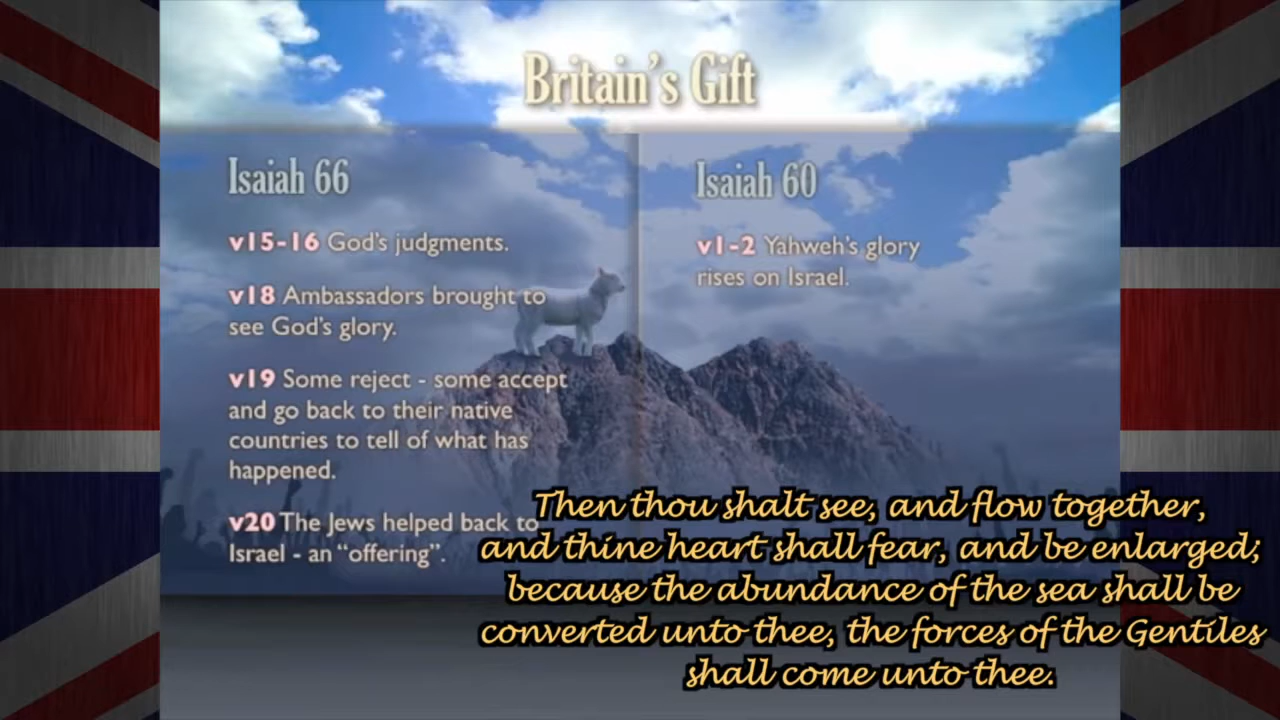 Britain's Gift
Isaiah 66
v15-16 God's judgments.
v18 Ambassadors brought to
see God's glory.
v19 Some reject - some accept
and go back to their native
countries to tell of what has
happened.
v20 The Jews helped back to
Israel - an "offering".
Isaiah 60
v1-2 Yahweh's glory
rises on Israel.
Then thou shalt see, and flow together,
and thine heart shall fear, and be enlarged;
because the abundance of the sea shall be
converted unto thee, the forces of the Gentiles
shall come unto thee.